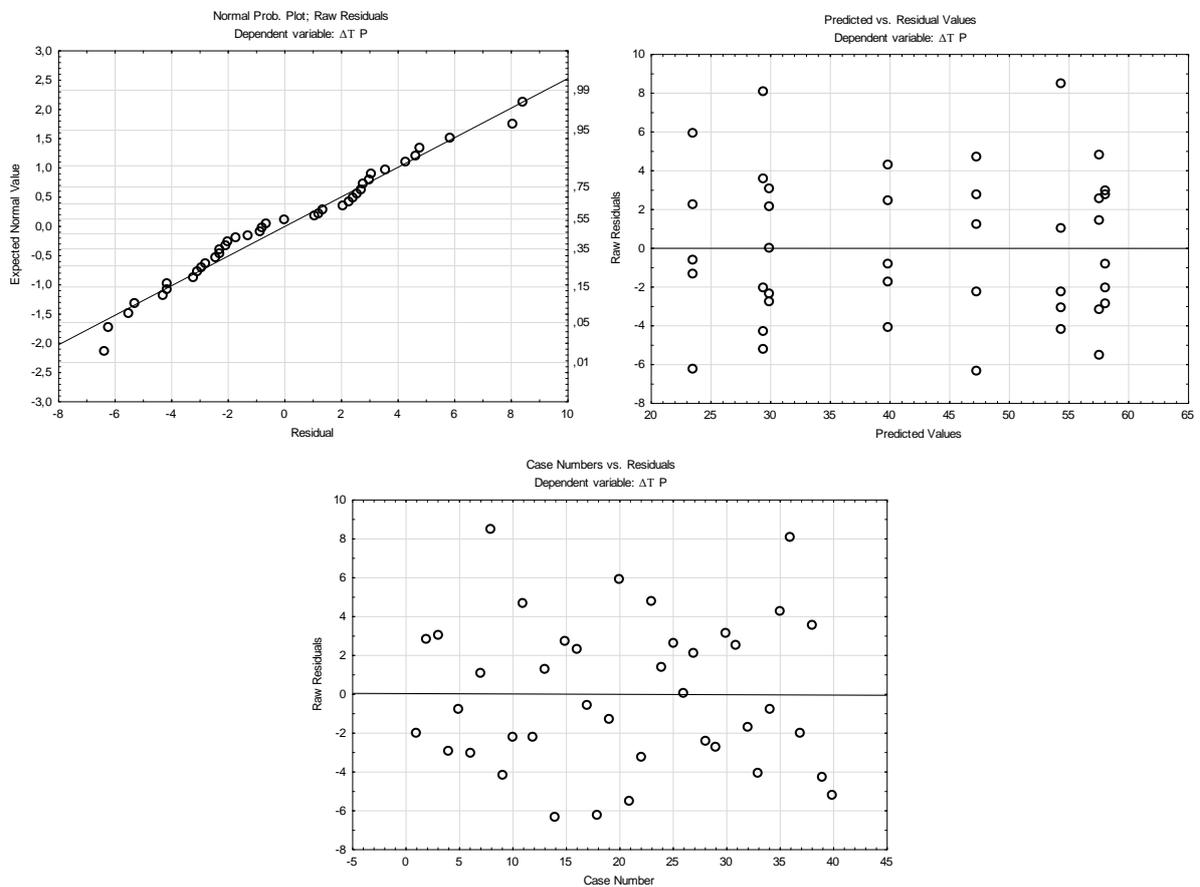 Normal Prob. Plot; Raw Residuals
Dependent variable: ΔT P
3,0
2,5
2,0
1,5
1,0
0,5
0,0
-0,5
-1,0
-1,5
-2,0
-2,5
-3,0
Expected Normal Value
,99
,95
,75
,55
,35
,15
,05
,01
-8 -6 -4 -2 0 2 4 6 8 10
Residual
Predicted vs. Residual Values
Dependent variable: ΔT P
10
8
6
4
2
0
-2
-4
-6
-8
Raw Residuals
20 25 30 35 40 45 50 55 60 65
Predicted Values
Case Numbers vs. Residuals
Dependent variable: ΔT P
10
8
6
4
2
0
-2
-4
-6
-8
Raw Residuals
-5 0 5 10 15 20 25 30 35 40 45
Case Number